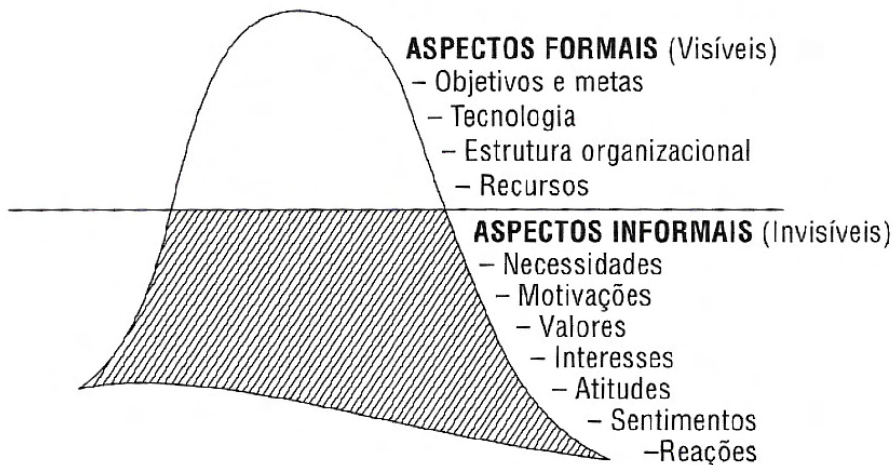 ASPECTOS FORMAIS (Visíveis)
– Objetivos e metas
– Tecnologia
– Estrutura organizacional
– Recursos
ASPECTOS INFORMAIS (Invisíveis)
– Necessidades
– Motivações
– Valores
– Interesses
– Atitudes
– Sentimentos
–Reações